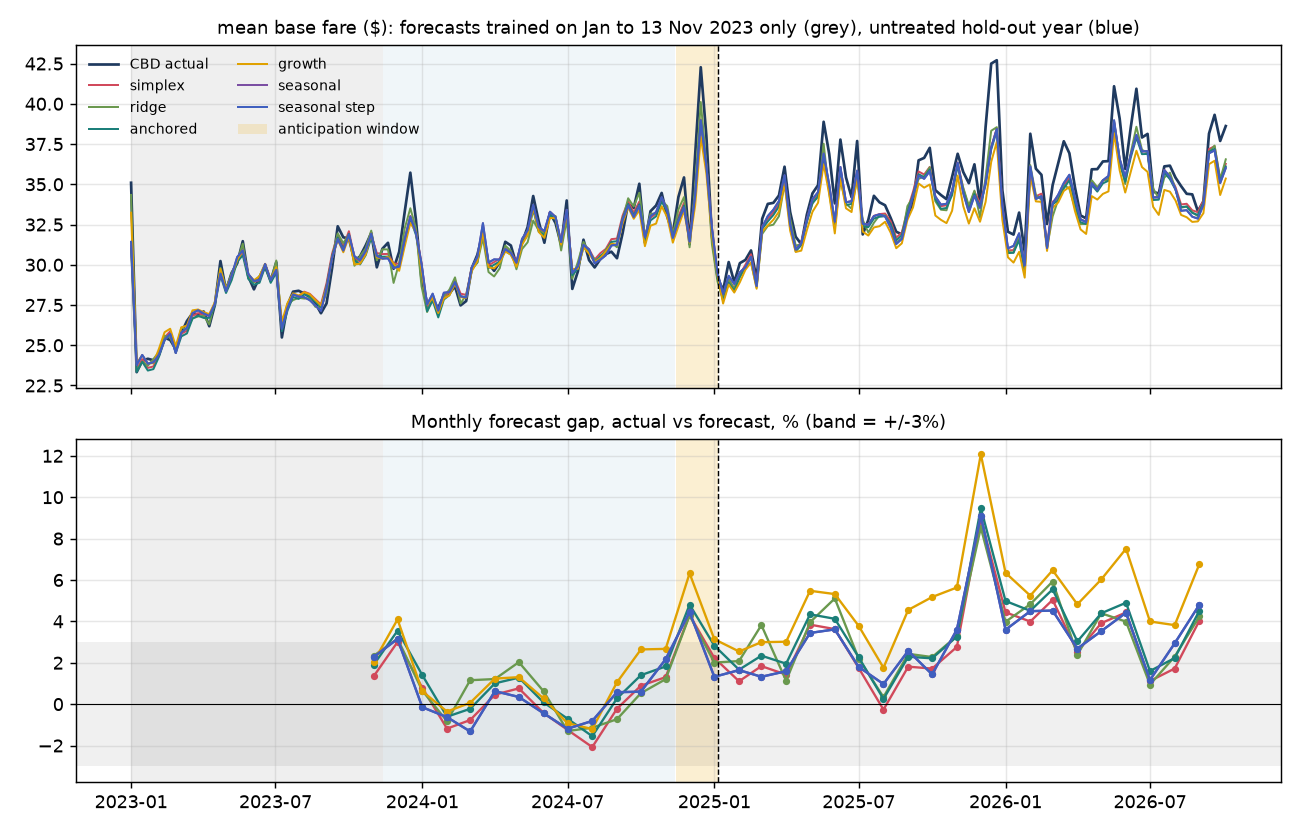 mean base fare ($): forecasts trained on Jan to 13 Nov 2023 only (grey), untreated hold-out year (blue)
42.5
40.0
37.5
35.0
32.5
30.0
27.5
25.0
22.5
CBD actual
simplex
ridge
anchored
growth
seasonal
seasonal step
anticipation window
Monthly forecast gap, actual vs forecast, % (band = +/-3%)
12
10
8
6
4
2
0
−2
2023-01
2023-07
2024-01
2024-07
2025-01
2025-07
2026-01
2026-07